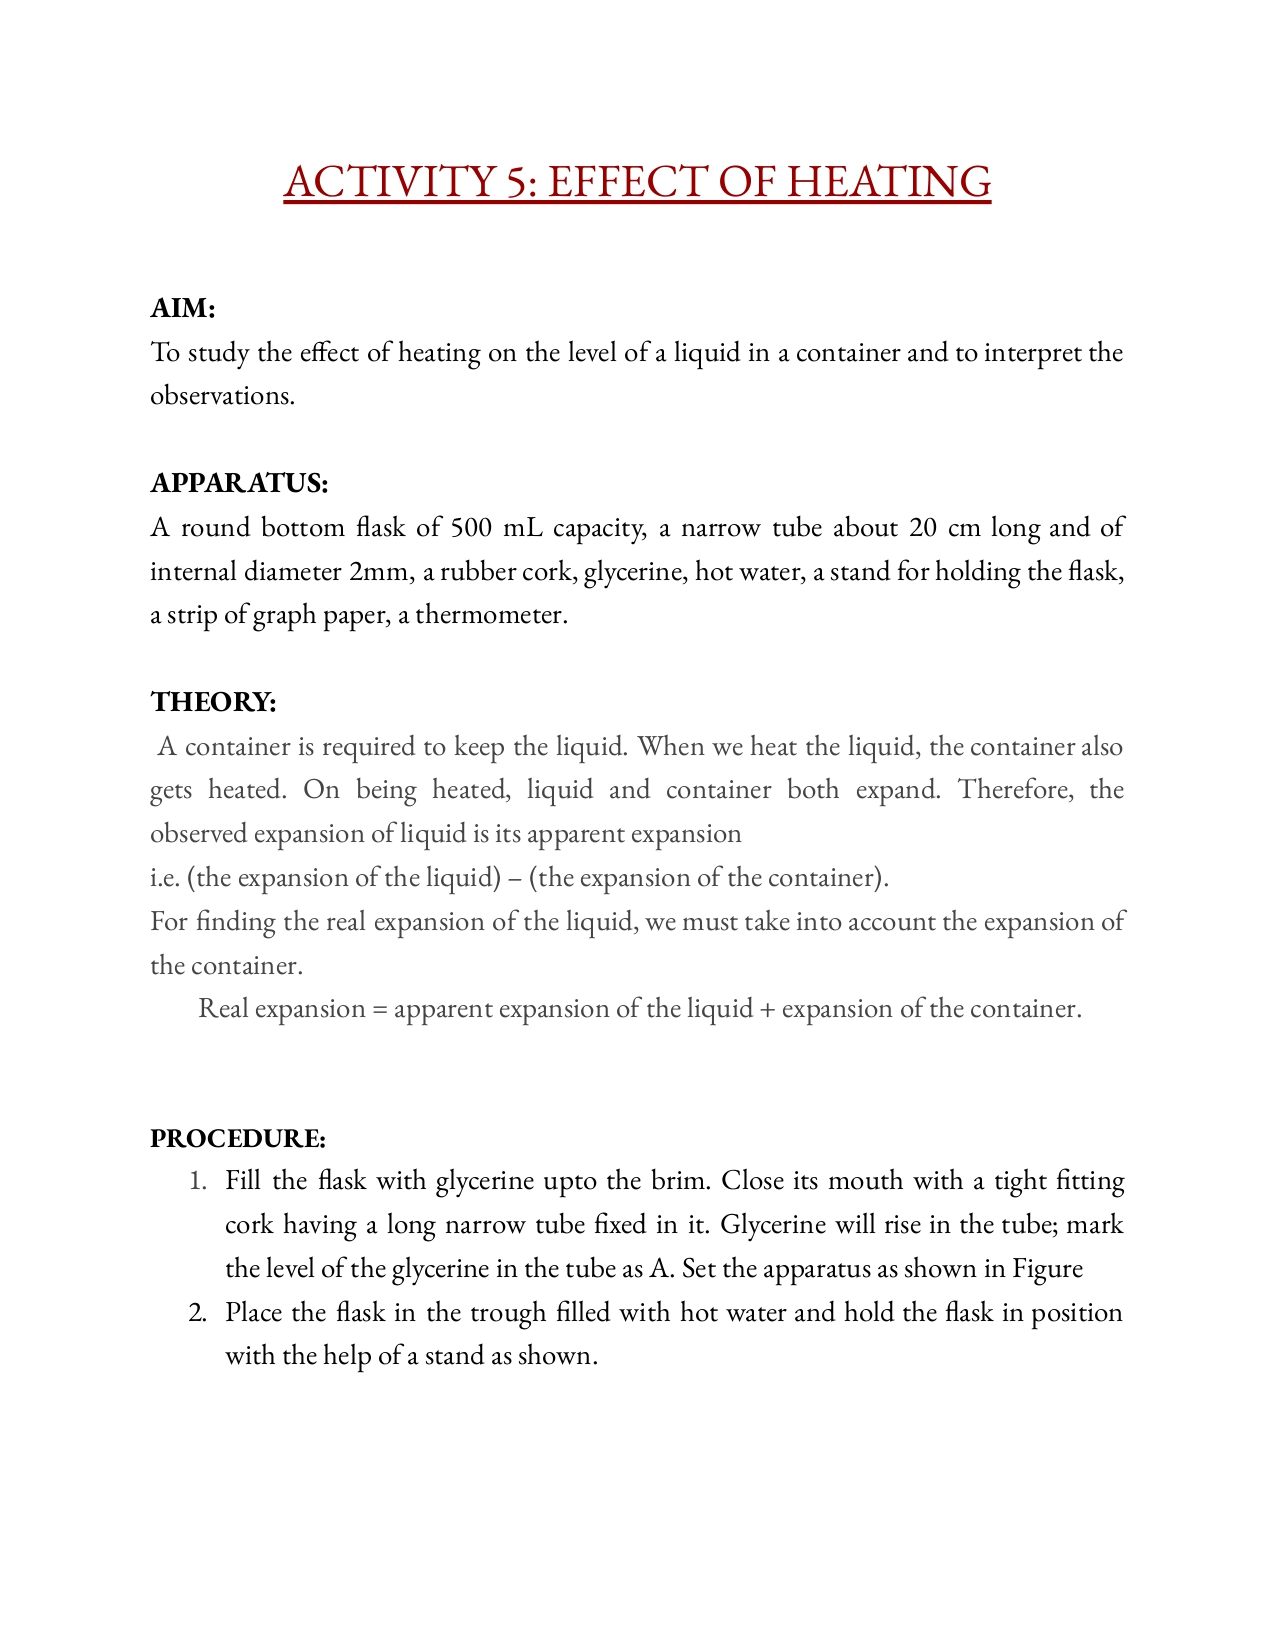 ACTIVITY 5: EFFECT OF HEATING
AIM:
To study the effect of heating on the level of a liquid in a container and to interpret the
observations.
APPARATUS:
A round bottom flask of 500 mL capacity, a narrow tube about 20 cm long and of
internal diameter 2mm, a rubber cork, glycerine, hot water, a stand for holding the flask,
a strip of graph paper, a thermometer.
THEORY:
A container is required to keep the liquid. When we heat the liquid, the container also
gets heated. On being heated, liquid and container both expand. Therefore, the
observed expansion of liquid is its apparent expansion
i.e. (the expansion of the liquid) – (the expansion of the container).
For finding the real expansion of the liquid, we must take into account the expansion of
the container.
Real expansion = apparent expansion of the liquid + expansion of the container.
PROCEDURE:
1. Fill the flask with glycerine upto the brim. Close its mouth with a tight fitting
cork having a long narrow tube fixed in it. Glycerine will rise in the tube; mark
the level of the glycerine in the tube as A. Set the apparatus as shown in Figure
2. Place the flask in the trough filled with hot water and hold the flask in position
with the help of a stand as shown.